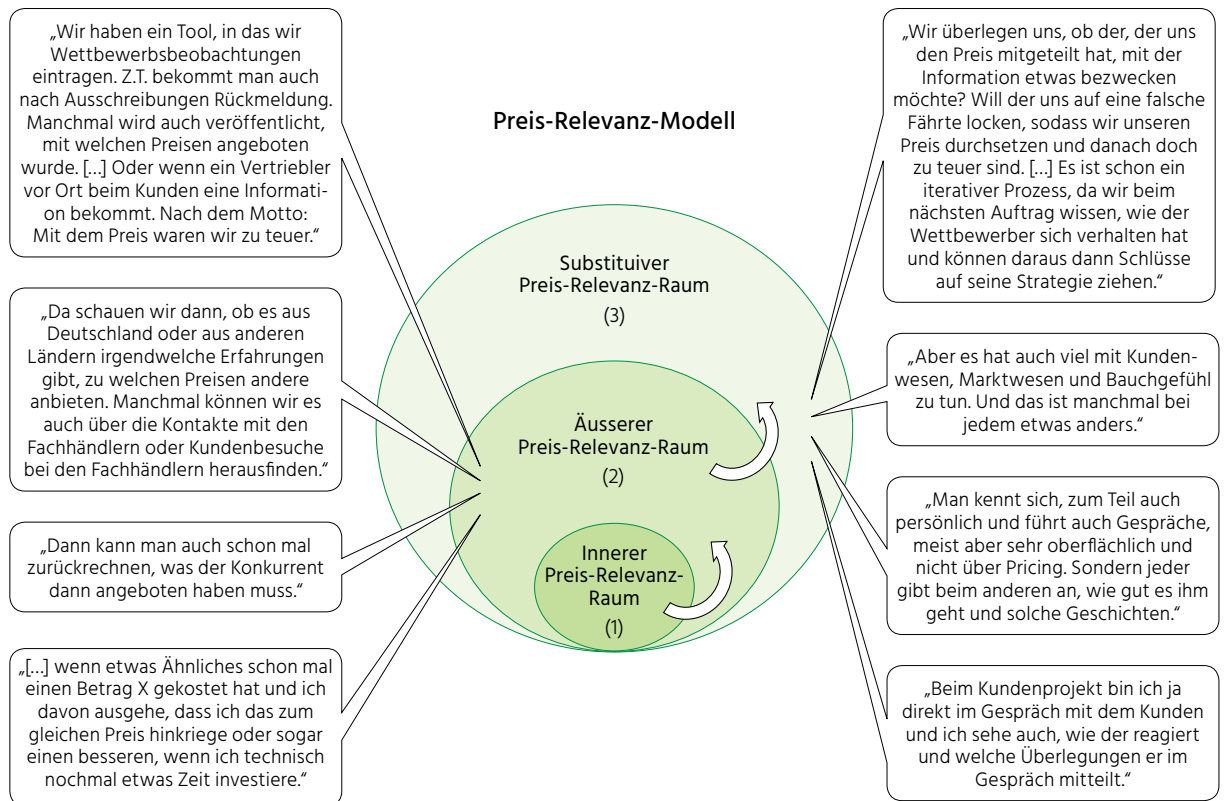 „Wir haben ein Tool, in das wir
Wettbewerbsbeobachtungen
eintragen. Z.T. bekommt man auch
nach Ausschreibungen Rückmeldung.
Manchmal wird auch veröffentlicht,
mit welchen Preisen angeboten
wurde. […] Oder wenn ein Vertriebler
vor Ort beim Kunden eine Informati-
on bekommt. Nach dem Motto:
Mit dem Preis waren wir zu teuer.“
„Da schauen wir dann, ob es aus
Deutschland oder aus anderen
Ländern irgendwelche Erfahrungen
gibt, zu welchen Preisen andere
anbieten. Manchmal können wir es
auch über die Kontakte mit den
Fachhändlern oder Kundenbesuche
bei den Fachhändlern herausfinden.“
„Dann kann man auch schon mal
zurückrechnen, was der Konkurrent
dann angeboten haben muss.“
„[…] wenn etwas Ähnliches schon mal
einen Betrag X gekostet hat und ich
davon ausgehe, dass ich das zum
gleichen Preis hinkriege oder sogar
einen besseren, wenn ich technisch
nochmal etwas Zeit investiere.“
Preis-Relevanz-Modell
Substituiver
Preis-Relevanz-Raum
(3)
Äusserer
Preis-Relevanz-Raum
(2)
Innerer
Preis-Relevanz-
Raum
(1)
„Wir überlegen uns, ob der, der uns
den Preis mitgeteilt hat, mit der
Information etwas bezwecken
möchte? Will der uns auf eine falsche
Fährte locken, sodass wir unseren
Preis durchsetzen und danach doch
zu teuer sind. […] Es ist schon ein
iterativer Prozess, da wir beim
nächsten Auftrag wissen, wie der
Wettbewerber sich verhalten hat
und können daraus dann Schlüsse
auf seine Strategie ziehen.“
„Aber es hat auch viel mit Kunden-
wesen, Marktwesen und Bauchgefühl
zu tun. Und das ist manchmal bei
jedem etwas anders.“
„Man kennt sich, zum Teil auch
persönlich und führt auch Gespräche,
meist aber sehr oberflächlich und
nicht über Pricing. Sondern jeder
gibt beim anderen an, wie gut es ihm
geht und solche Geschichten.“
„Beim Kundenprojekt bin ich ja
direkt im Gespräch mit dem Kunden
und ich sehe auch, wie der reagiert
und welche Überlegungen er im
Gespräch mitteilt.“